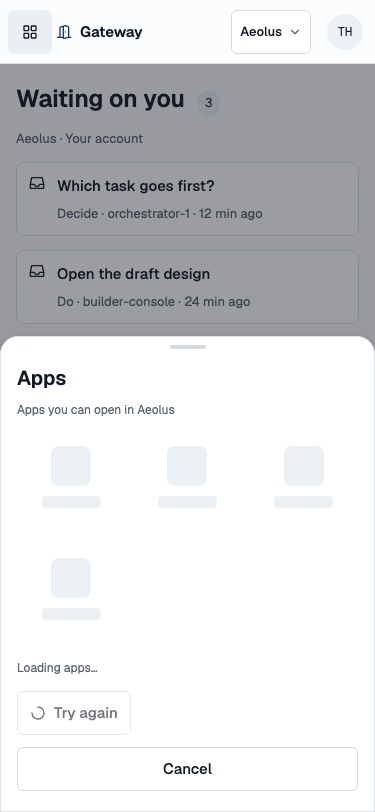 Gateway
Aeolus
TH
Waiting on you 3
Aeolus · Your account
Which task goes first?
Decide · orchestrator-1 · 12 min ago
Open the draft design
Do · builder-console · 24 min ago
Apps
Apps you can open in Aeolus
Loading apps…
Try again
Cancel